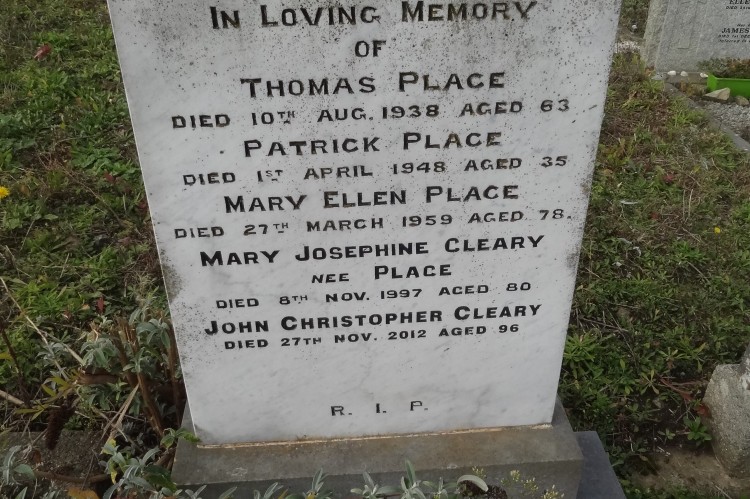 IN LOVING MEMORY
OF
THOMAS PLACE
DIED 10TH AUG. 1938 AGED 63
PATRICK PLACE
DIED 1ST APRIL 1948 AGED 35
MARY ELLEN PLACE
DIED 27TH MARCH 1959 AGED 78.
MARY JOSEPHINE CLEARY
NEE PLACE
DIED 8TH NOV. 1997 AGED 80
JOHN CHRISTOPHER CLEARY
DIED 27TH NOV. 2012 AGED 96
R. I. P.
JAMES